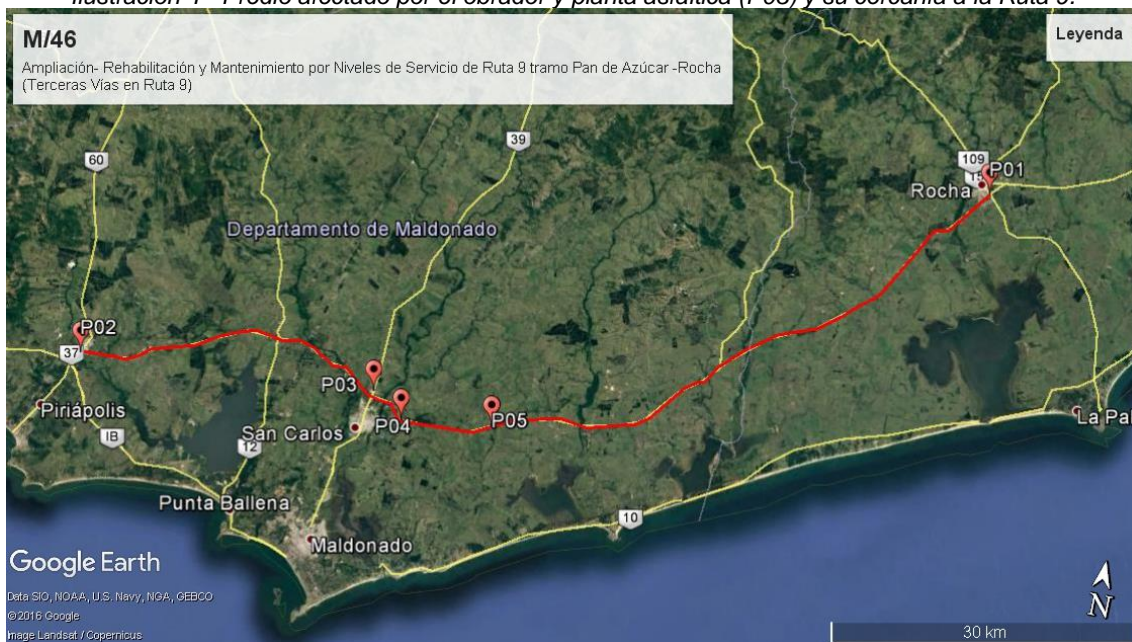 M/46
Leyenda
Ampliación- Rehabilitación y Mantenimiento por Niveles de Servicio de Ruta 9 tramo Pan de Azúcar -Rocha
(Terceras Vías en Ruta 9)
60
39
109
15
P01
Rocha
Departamento de Maldonado
P02
37
P03
Piriápolis
P04
P05
IB
San Carlos
12
La Pal
Punta Ballena
10
Maldonado
Google Earth
Data SIO, NOAA, U.S. Navy, NGA, GEBCO
©2016 Google
Image Landsat / Copernicus
N
30 km